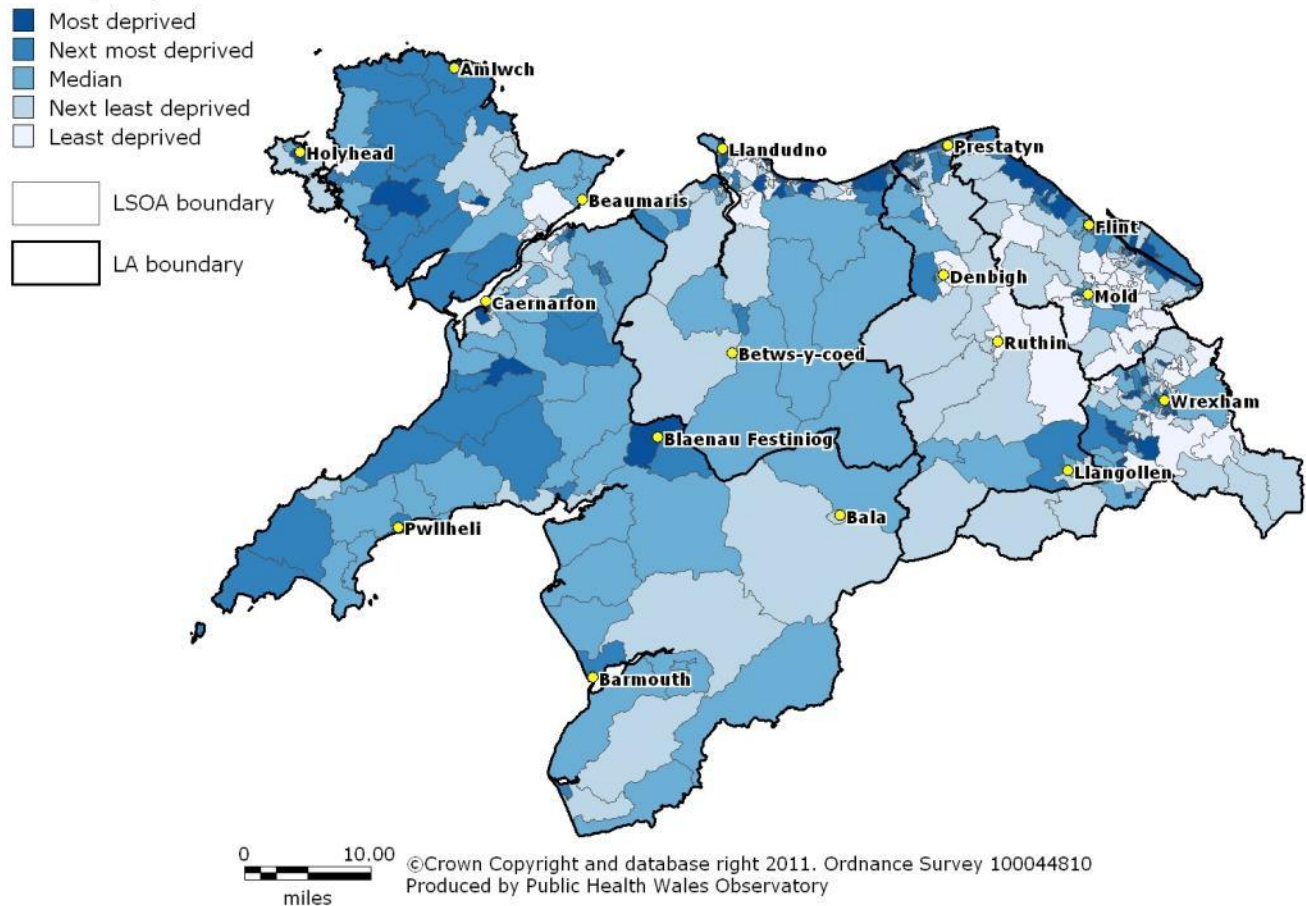 Most deprived
Next most deprived
Median
Next least deprived
Least deprived
LSOA boundary
LA boundary
Amlwch
Holyhead
Llandudno
Prestatyn
Beaumaris
Flint
Denbigh
Mold
Caernarfon
Ruthin
Betws-y-coed
Wrexham
Blaenau Festiniog
Llangollen
Bala
Pwllheli
Barmouth
0 10.00
miles
©Crown Copyright and database right 2011. Ordnance Survey 100044810
Produced by Public Health Wales Observatory